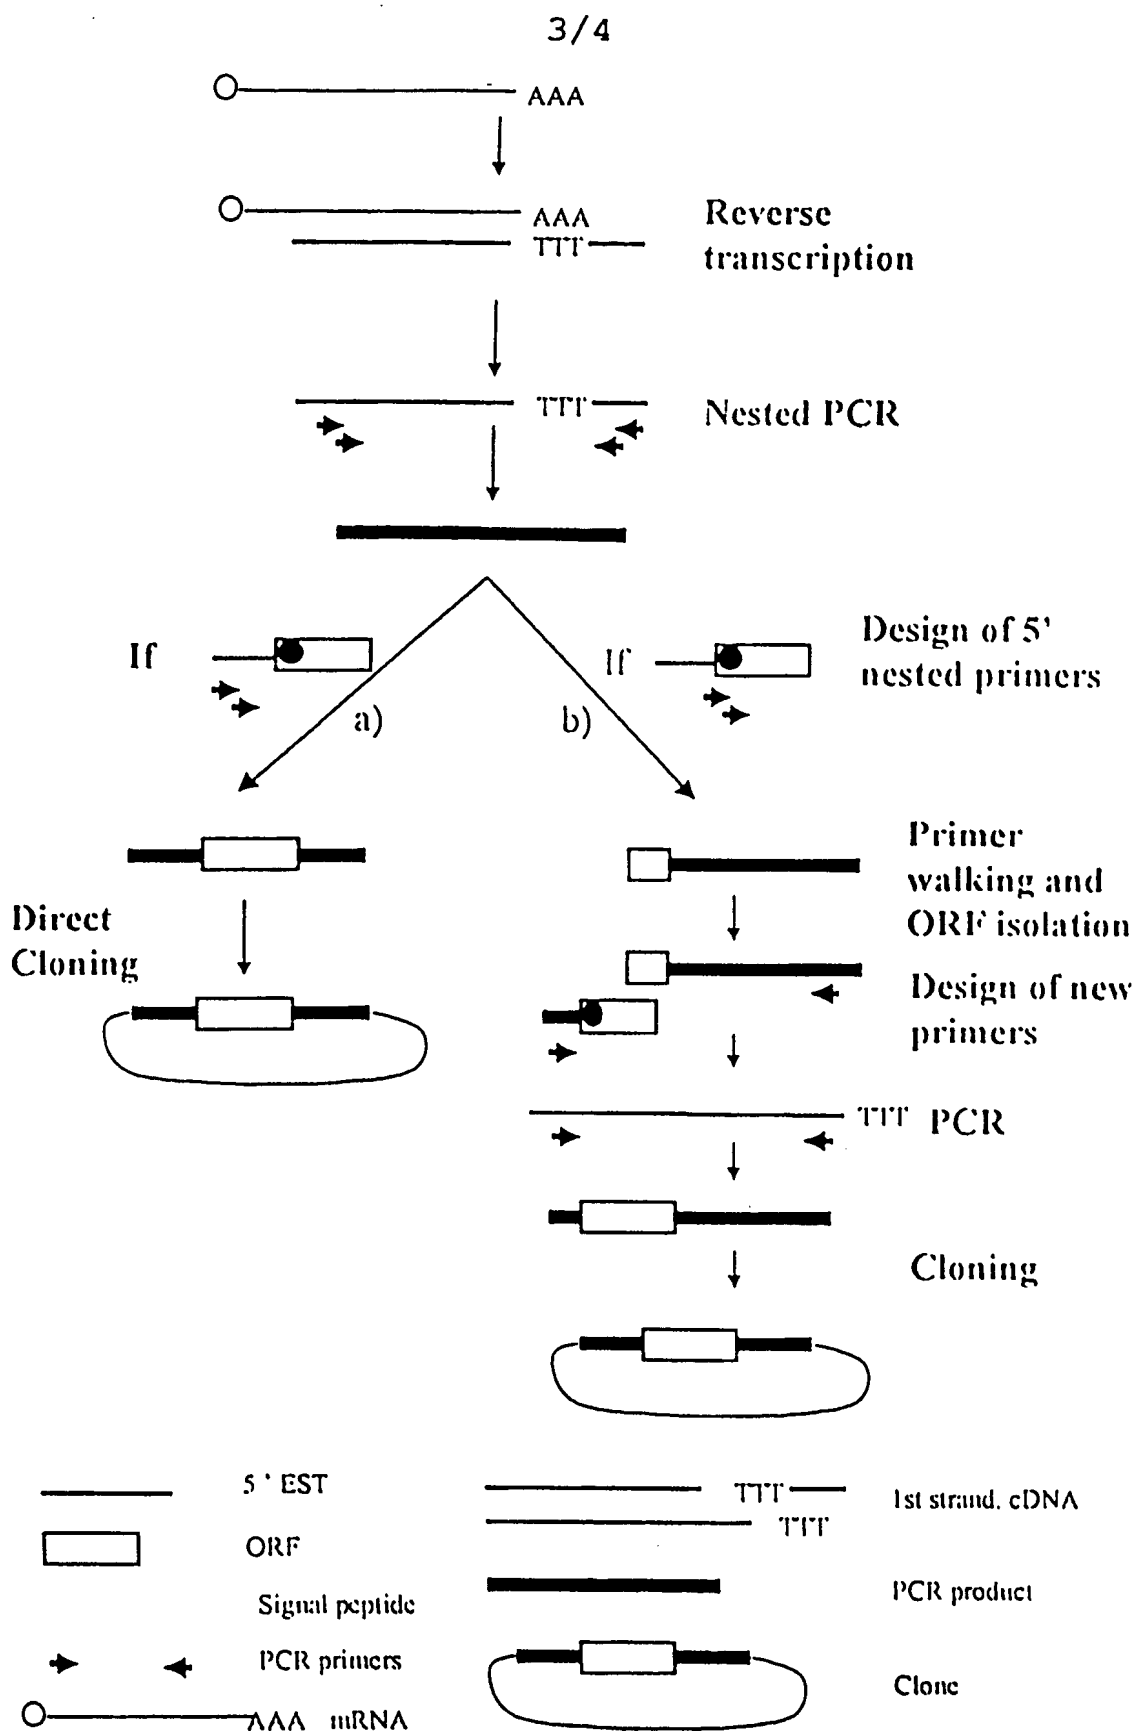 3/4
AAA
AAA
TTT
Reverse
transcription
TTT
Nested PCR
If
If
Design of 5'
nested primers
a)
b)
Primer
walking and
ORF isolation
Direct
Cloning
Design of new
primers
TTT
PCR
Cloning
5 ' EST
ORF
Signal peptide
PCR primers
AAA
mRNA
TTT
TTT
1st strand. cDNA
PCR product
Clone